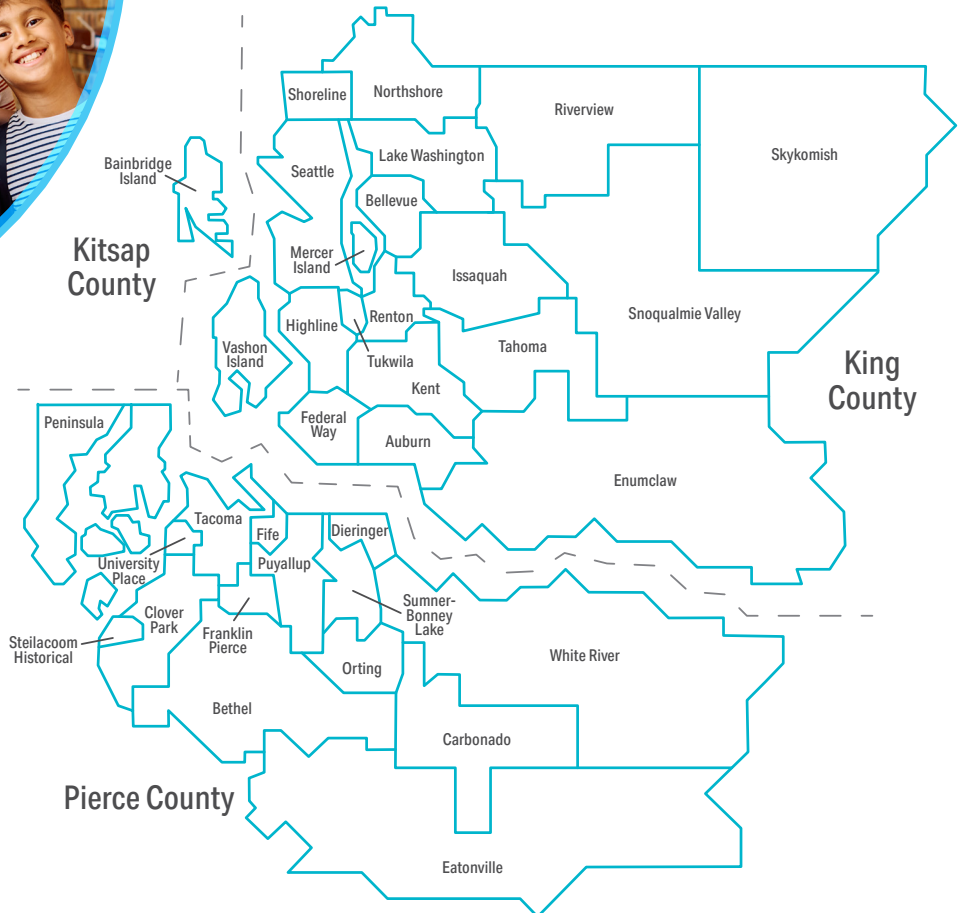 Shoreline
Northshore
Riverview
Skykomish
Bainbridge
Island
Seattle
Lake Washington
Bellevue
Kitsap
County
Mercer
Island
Issaquah
Highline
Renton
Snoqualmie Valley
Vashon
Island
Tukwila
Tahoma
King
County
Kent
Peninsula
Federal
Way
Auburn
Enumclaw
Tacoma
Fife
Dieringer
University
Place
Puyallup
Clover
Park
Franklin
Pierce
Sumner-
Bonney
Lake
Steilacoom
Historical
Orting
White River
Bethel
Carbonado
Pierce County
Eatonville